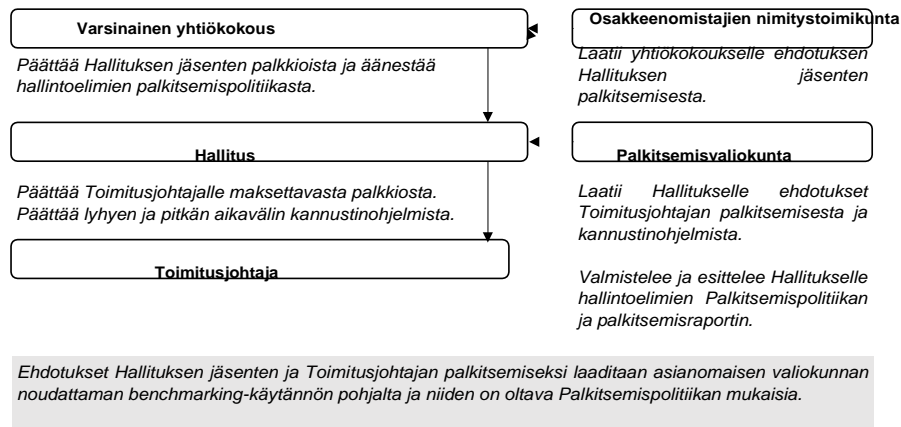 Varsinainen yhtiökokous
Päättää Hallituksen jäsenten palkkioista ja äänestää
hallintoelimien palkitsemispolitiikasta.
Osakkeenomistajien nimitystoimikunta
Laatii yhtiökokoukselle ehdotuksen
Hallituksen jäsenten
palkitsemisesta.
Hallitus
Päättää Toimitusjohtajalle maksettavasta palkkiosta.
Päättää lyhyen ja pitkän aikavälin kannustinohjelmista.
Palkitsemisvaliokunta
Laatii Hallitukselle ehdotukset
Toimitusjohtajan palkitsemisesta ja
kannustinohjelmista.
Valmistelee ja esittelee Hallitukselle
hallintoelimien Palkitsemispolitiikan
ja palkitsemisraportin.
Toimitusjohtaja
Ehdotukset Hallituksen jäsenten ja Toimitusjohtajan palkitsemiseksi laaditaan asianomaisen valiokunnan
noudattaman benchmarking-käytännön pohjalta ja niiden on oltava Palkitsemispolitiikan mukaisia.